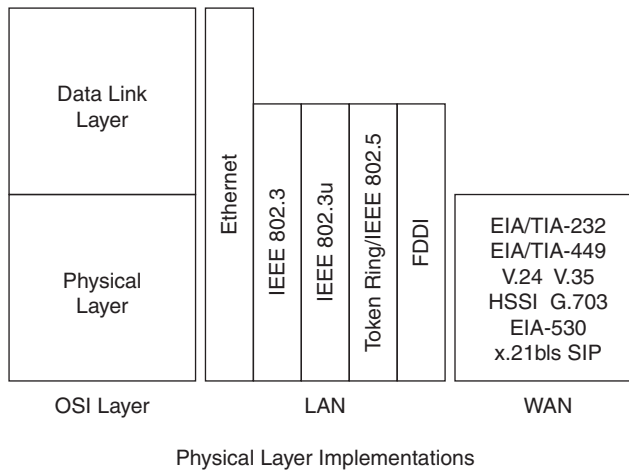 Data Link
Layer
Physical
Layer
Ethernet
IEEE 802.3
IEEE 802.3u
Token Ring/IEEE 802.5
FDDI
EIA/TIA-232
EIA/TIA-449
V.24 V.35
HSSI G.703
EIA-530
x.21bls SIP
OSI Layer
LAN
WAN
Physical Layer Implementations